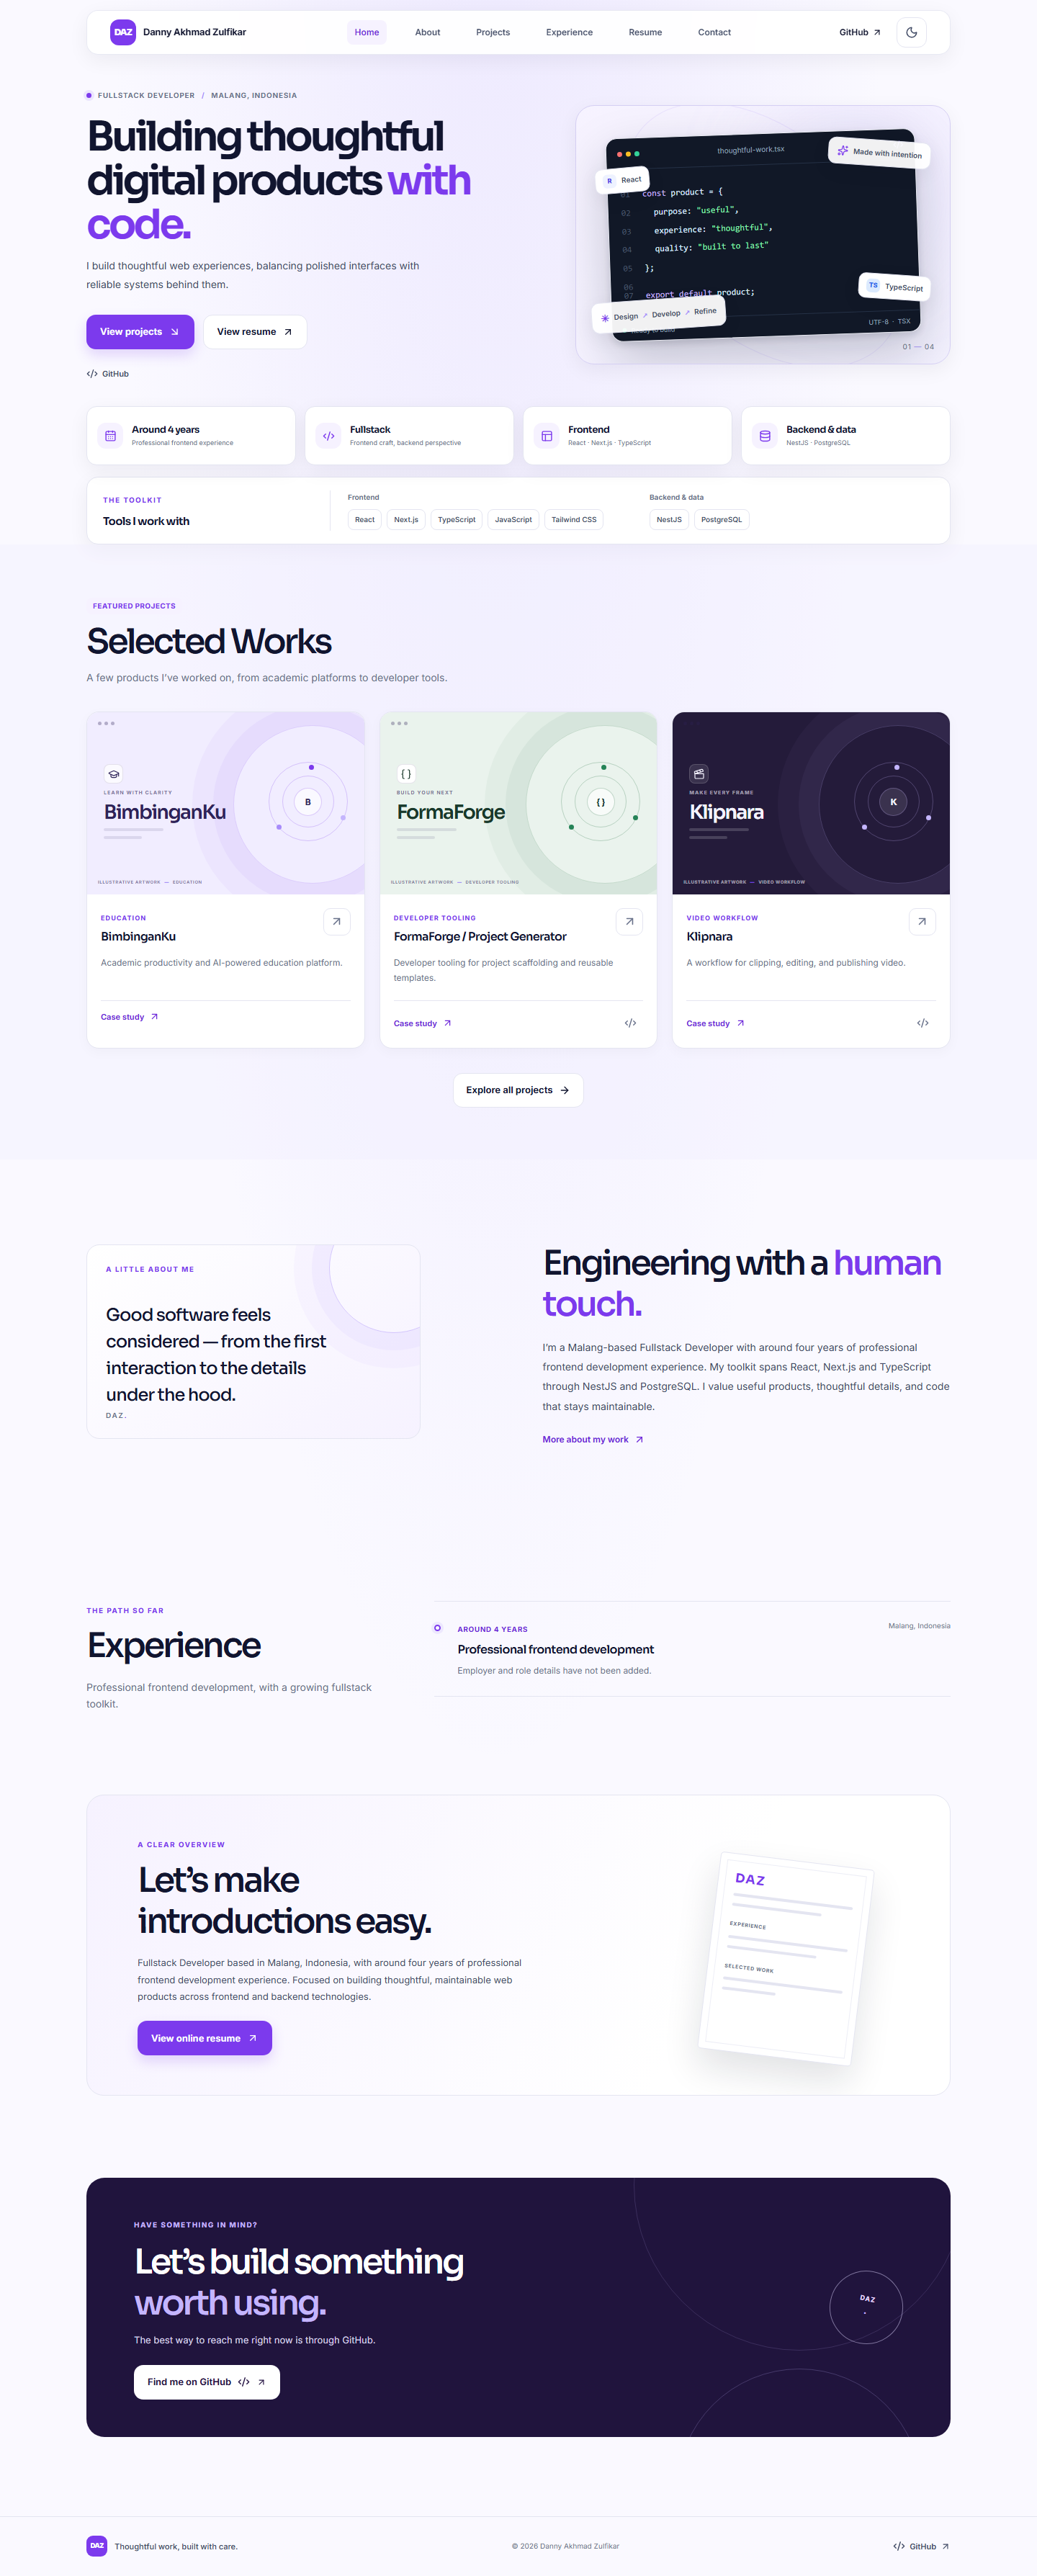 DAZ Danny Akhmad Zulfikar Home About Projects Experience Resume Contact GitHub
FULLSTACK DEVELOPER / MALANG, INDONESIA
Building thoughtful
digital products with
code.
I build thoughtful web experiences, balancing polished interfaces with
reliable systems behind them.
View projects View resume
GitHub
thoughtful-work.tsx
Made with intention
R React
const product = {
02 purpose: "useful",
03 experience: "thoughtful",
04 quality: "built to last"
05 };
06
07 export default product;
TS TypeScript
Design Develop Refine
UTF-8 · TSX
01 — 04
Around 4 years
Professional frontend experience
Fullstack
Frontend craft, backend perspective
Frontend
React · Next.js · TypeScript
Backend & data
NestJS · PostgreSQL
THE TOOLKIT
Tools I work with
Frontend
React Next.js TypeScript JavaScript Tailwind CSS
Backend & data
NestJS PostgreSQL
FEATURED PROJECTS
Selected Works
A few products I've worked on, from academic platforms to developer tools.
LEARN WITH CLARITY
BimbinganKu
B
ILLUSTRATIVE ARTWORK — EDUCATION
EDUCATION
BimbinganKu
Academic productivity and AI-powered education platform.
Case study
{ }
BUILD YOUR NEXT
FormaForge
{ }
ILLUSTRATIVE ARTWORK — DEVELOPER TOOLING
DEVELOPER TOOLING
FormaForge / Project Generator
Developer tooling for project scaffolding and reusable
templates.
Case study
MAKE EVERY FRAME
Klipnara
K
ILLUSTRATIVE ARTWORK — VIDEO WORKFLOW
VIDEO WORKFLOW
Klipnara
A workflow for clipping, editing, and publishing video.
Case study
Explore all projects
A LITTLE ABOUT ME
Good software feels
considered — from the first
interaction to the details
under the hood.
DAZ.
Engineering with a human
touch.
I'm a Malang-based Fullstack Developer with around four years of professional
frontend development experience. My toolkit spans React, Next.js and TypeScript
through NestJS and PostgreSQL. I value useful products, thoughtful details, and code
that stays maintainable.
More about my work
THE PATH SO FAR
Experience
Professional frontend development, with a growing fullstack
toolkit.
AROUND 4 YEARS
Professional frontend development
Employer and role details have not been added.
Malang, Indonesia
A CLEAR OVERVIEW
Let's make
introductions easy.
Fullstack Developer based in Malang, Indonesia, with around four years of professional
frontend development experience. Focused on building thoughtful, maintainable web
products across frontend and backend technologies.
View online resume
DAZ
EXPERIENCE
SELECTED WORK
HAVE SOMETHING IN MIND?
Let's build something
worth using.
The best way to reach me right now is through GitHub.
Find me on GitHub
DAZ
.
DAZ Thoughtful work, built with care.
© 2026 Danny Akhmad Zulfikar
GitHub